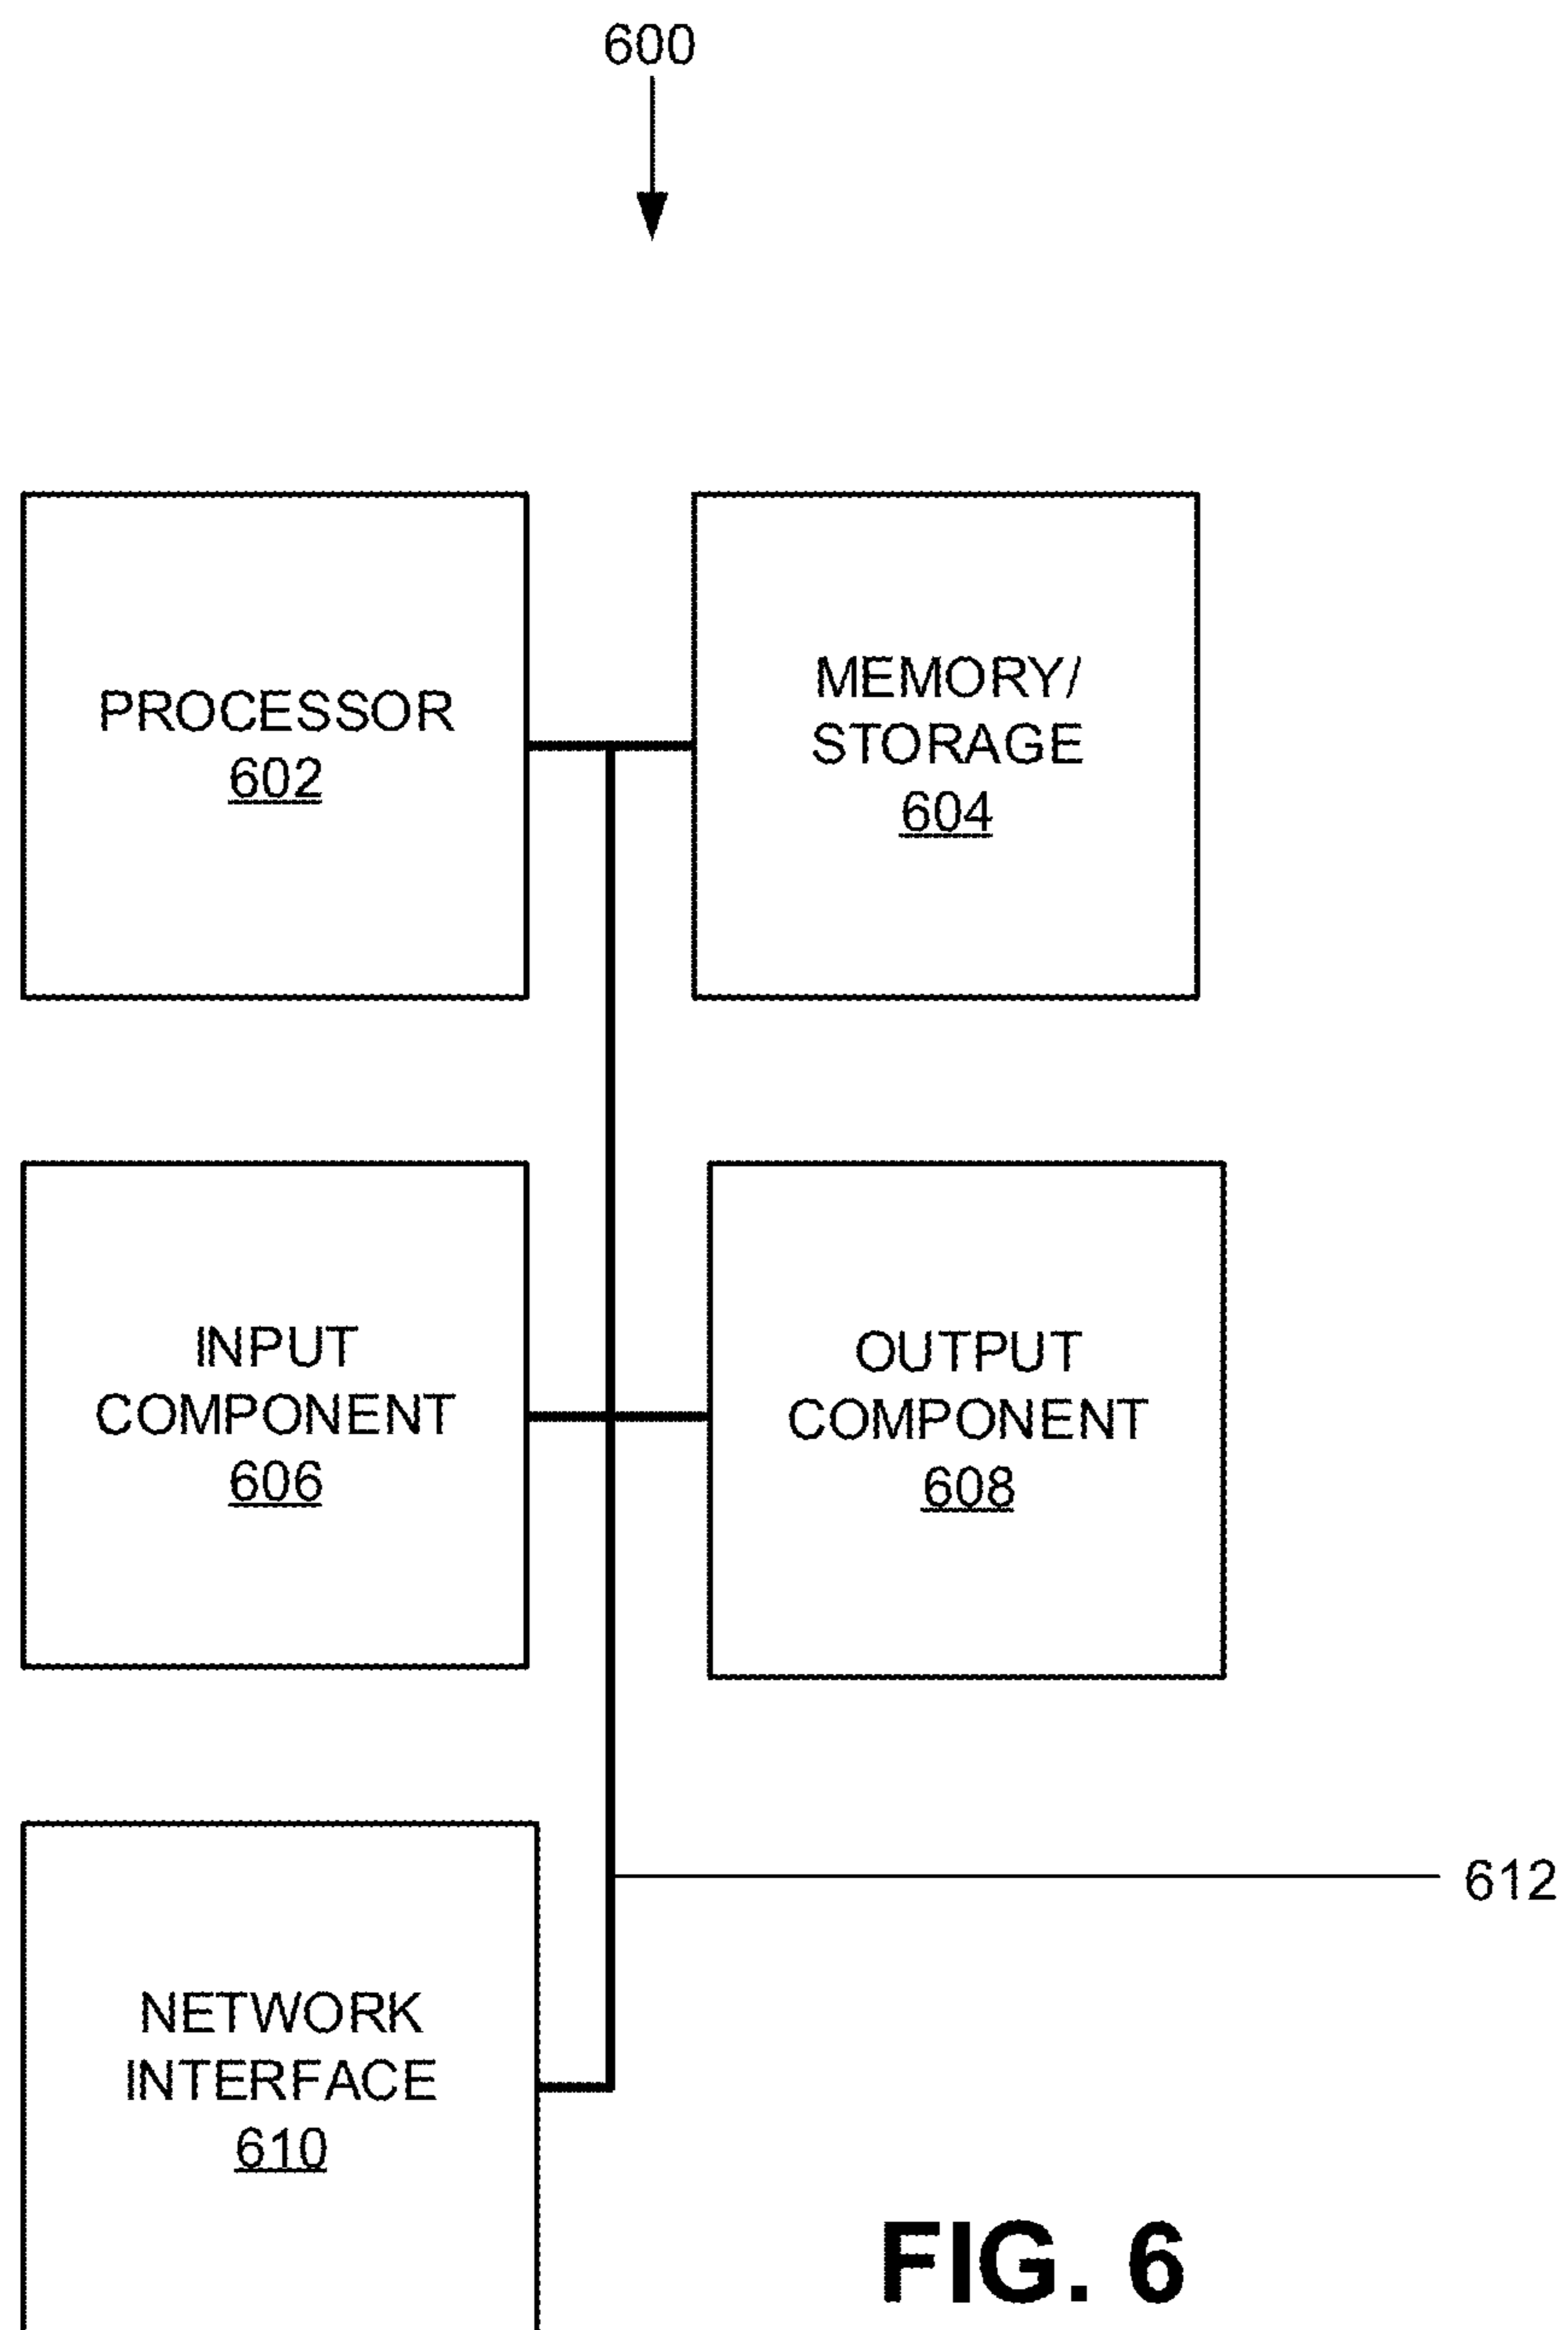 600
PROCESSOR
602
MEMORY/
STORAGE
604
INPUT
COMPONENT
606
OUTPUT
COMPONENT
608
612
NETWORK
INTERFACE
610
FIG. 6